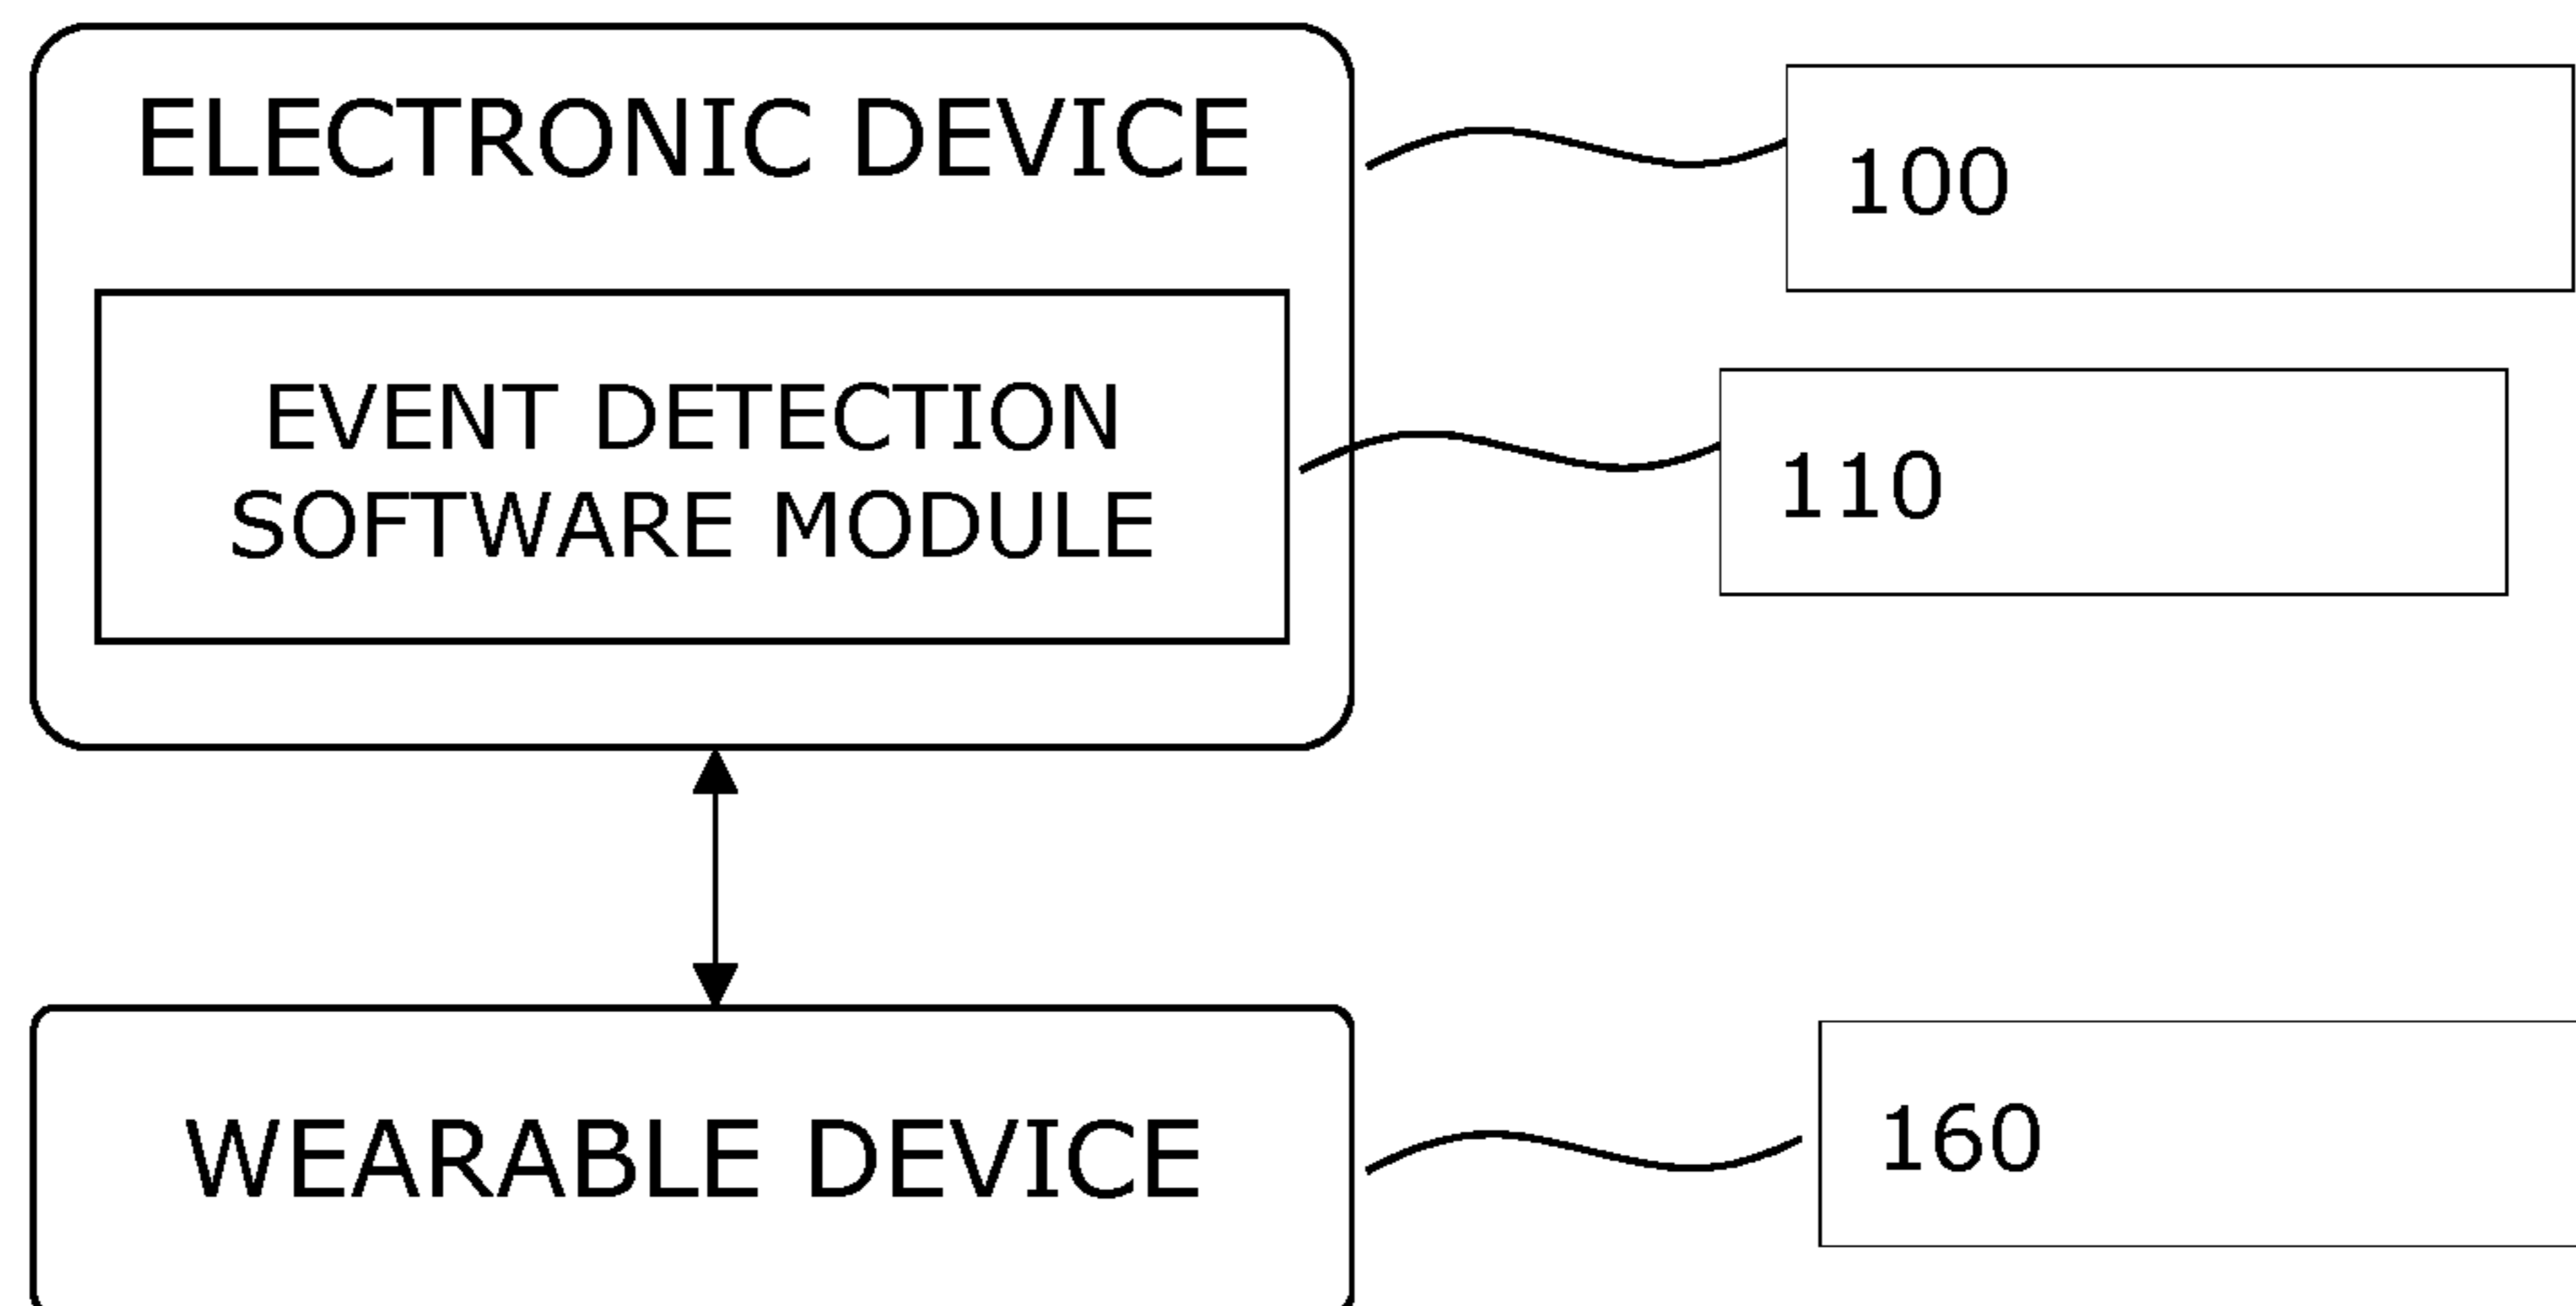 ELECTRONIC DEVICE
100
EVENT DETECTION
SOFTWARE MODULE
110
WEARABLE DEVICE
160